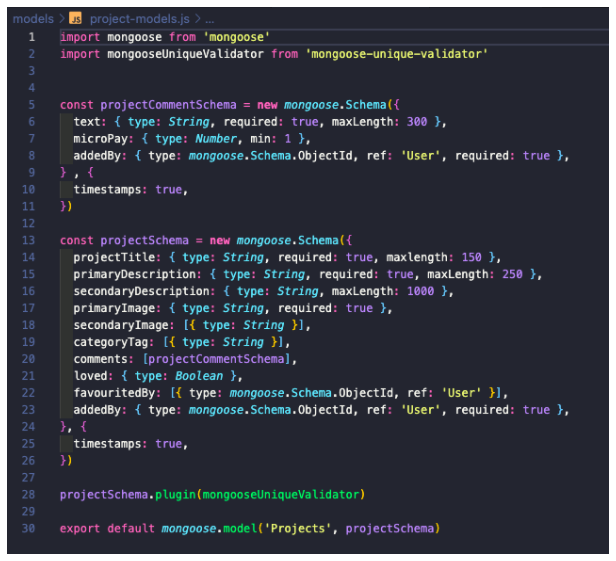 models > JS project-models.js > ...
1 import mongoose from 'mongoose'
2 import mongooseUniqueValidator from 'mongoose-unique-validator'
3
4
5 const projectCommentSchema = new mongoose.Schema({
6   text: { type: String, required: true, maxLength: 300 },
7   microPay: { type: Number, min: 1 },
8   addedBy: { type: mongoose.Schema.ObjectId, ref: 'User', required: true },
9 } , {
10   timestamps: true,
11 })
12
13 const projectSchema = new mongoose.Schema({
14   projectTitle: { type: String, required: true, maxlength: 150 },
15   primaryDescription: { type: String, required: true, maxLength: 250 },
16   secondaryDescription: { type: String, maxLength: 1000 },
17   primaryImage: { type: String, required: true },
18   secondaryImage: [{ type: String }],
19   categoryTag: [{ type: String }],
20   comments: [projectCommentSchema],
21   loved: { type: Boolean },
22   favouritedBy: [{ type: mongoose.Schema.ObjectId, ref: 'User' }],
23   addedBy: { type: mongoose.Schema.ObjectId, ref: 'User', required: true },
24 }, {
25   timestamps: true,
26 })
27
28 projectSchema.plugin(mongooseUniqueValidator)
29
30 export default mongoose.model('Projects', projectSchema)